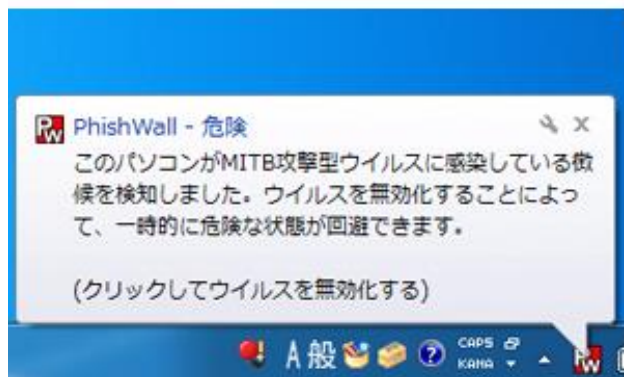 PW PhishWall - 危険
このパソコンがMITB攻撃型ウイルスに感染している徴
候を検知しました。ウイルスを無効化することによっ
て、一時的に危険な状態が回避できます。
(クリックしてウイルスを無効化する)
A 般 ? CAPS
KANA PW